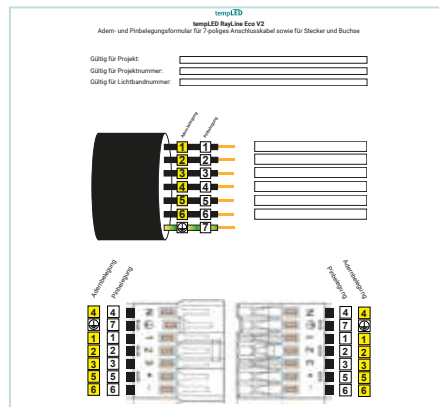 tempLED
tempLED RayLine Eco V2
Adern- und Pinbelegungsformular für 7-poliges Anschlusskabel sowie für Stecker und Buchse
Gültig für Projekt:
Gültig für Projektnummer:
Gültig für Lichtbandnummer:
Adernbelegung Pinbelegung
1 1
2 2
3 3
4 4
5 5
6 6
7
Adernbelegung Pinbelegung
Pinbelegung Adernbelegung
4 4 N N 4 4
7 7
1 1 1 1
2 2 2 2
3 3 3 3
5 5 + + 5 5
6 6 - - 6 6